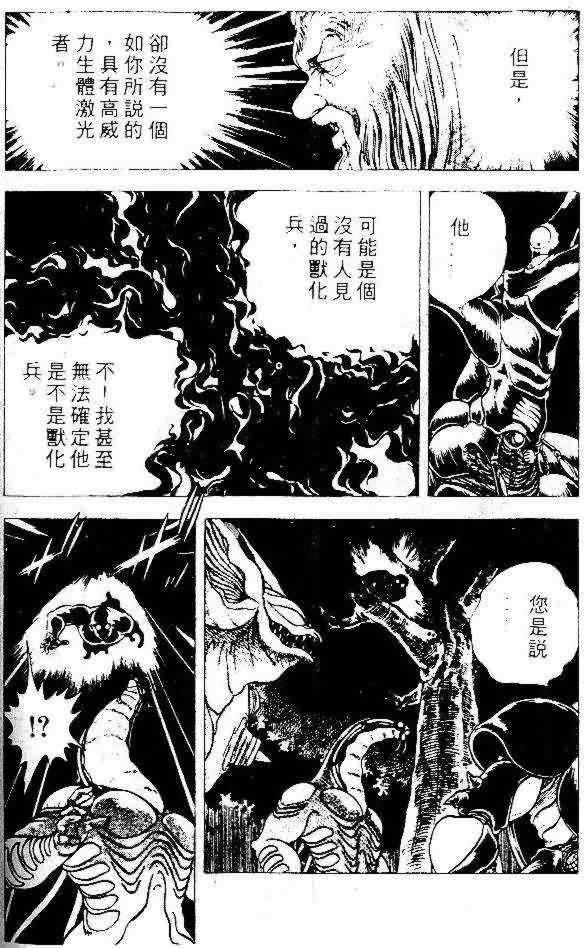 但是，
卻沒有一個
如你所說的
，具有高威
力生體激光
者。
他……
可能是個
沒有人見
過的獸化
兵，
不！我甚至
無法確定他
是不是獸化
兵。
您是說……
!?